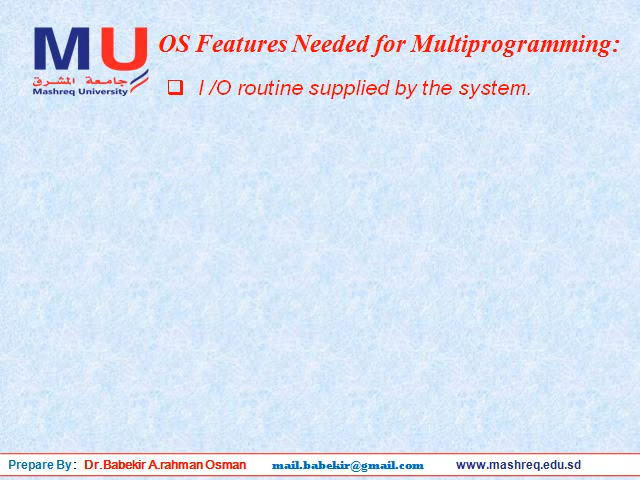 MU
جامعة المشرق
Mashreq University
OS Features Needed for Multiprogramming:
❑ I /O routine supplied by the system.
Prepare By : Dr.Babekir A.rahman Osman mail.babekir@gmail.com www.mashreq.edu.sd